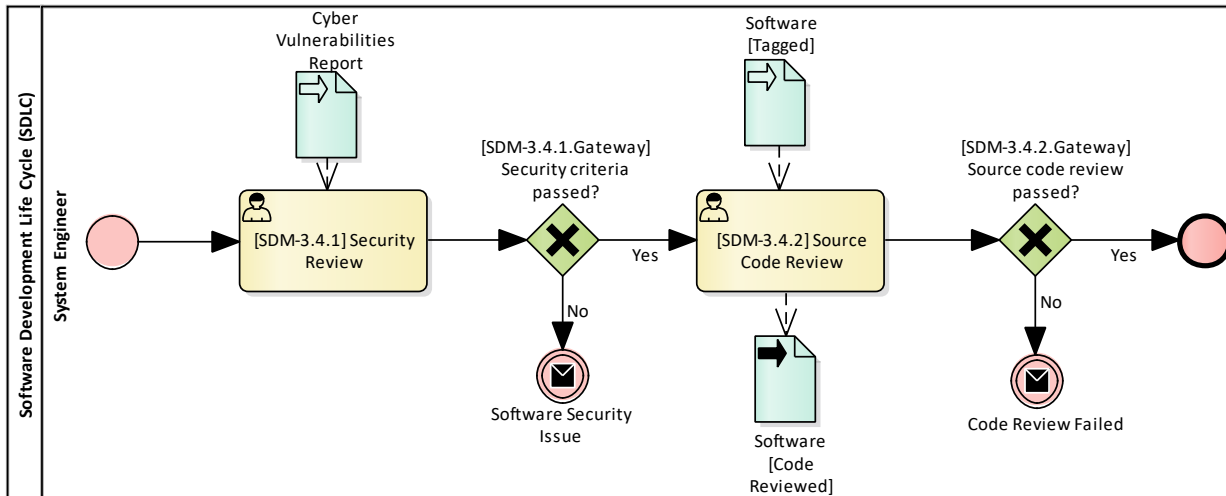 Software Development Life Cycle (SDLC)
System Engineer
Cyber
Vulnerabilities
Report
[SDM-3.4.1] Security
Review
[SDM-3.4.1.Gateway]
Security criteria
passed?
Yes
No
Software Security
Issue
Software
[Tagged]
[SDM-3.4.2] Source
Code Review
Software
[Code
Reviewed]
[SDM-3.4.2.Gateway]
Source code review
passed?
Yes
No
Code Review Failed